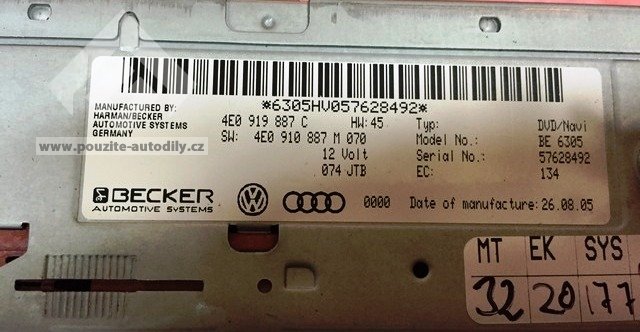 *6305HV057628492*
MANUFACTURED BY:
HARMAN/BECKER
AUTOMOTIVE SYSTEMS
GERMANY
www.pouzite-autodily.cz
4E0 919 887 C HW: 45 Typ: DVD/Navi
SW: 4E0 910 887 M 070 Model No.: BE 6305
12 Volt Serial No.: 57628492
074 JTB EC: 134
BECKER
AUTOMOTIVE SYSTEMS
0000 Date of manufacture: 26.08.05
MT EK SYS
32 20 177